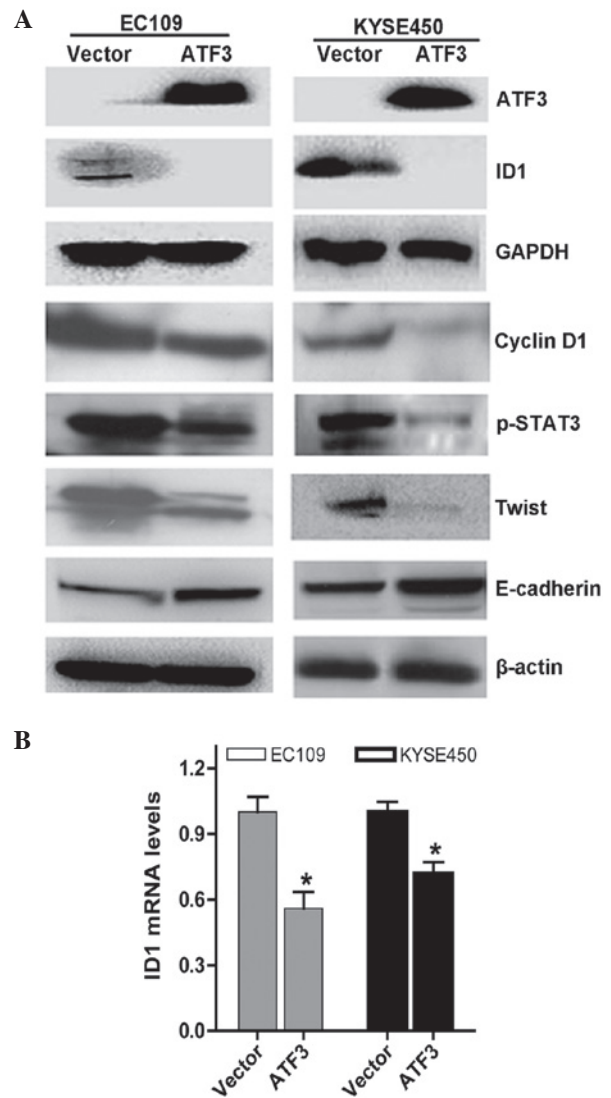 A
EC109 KYSE450
Vector ATF3 Vector ATF3
ATF3
ID1
GAPDH
Cyclin D1
p-STAT3
Twist
E-cadherin
β-actin
B
EC109 KYSE450
ID1 mRNA levels
1.2
0.9
0.6
0.3
0.0
* *
Vector ATF3 Vector ATF3